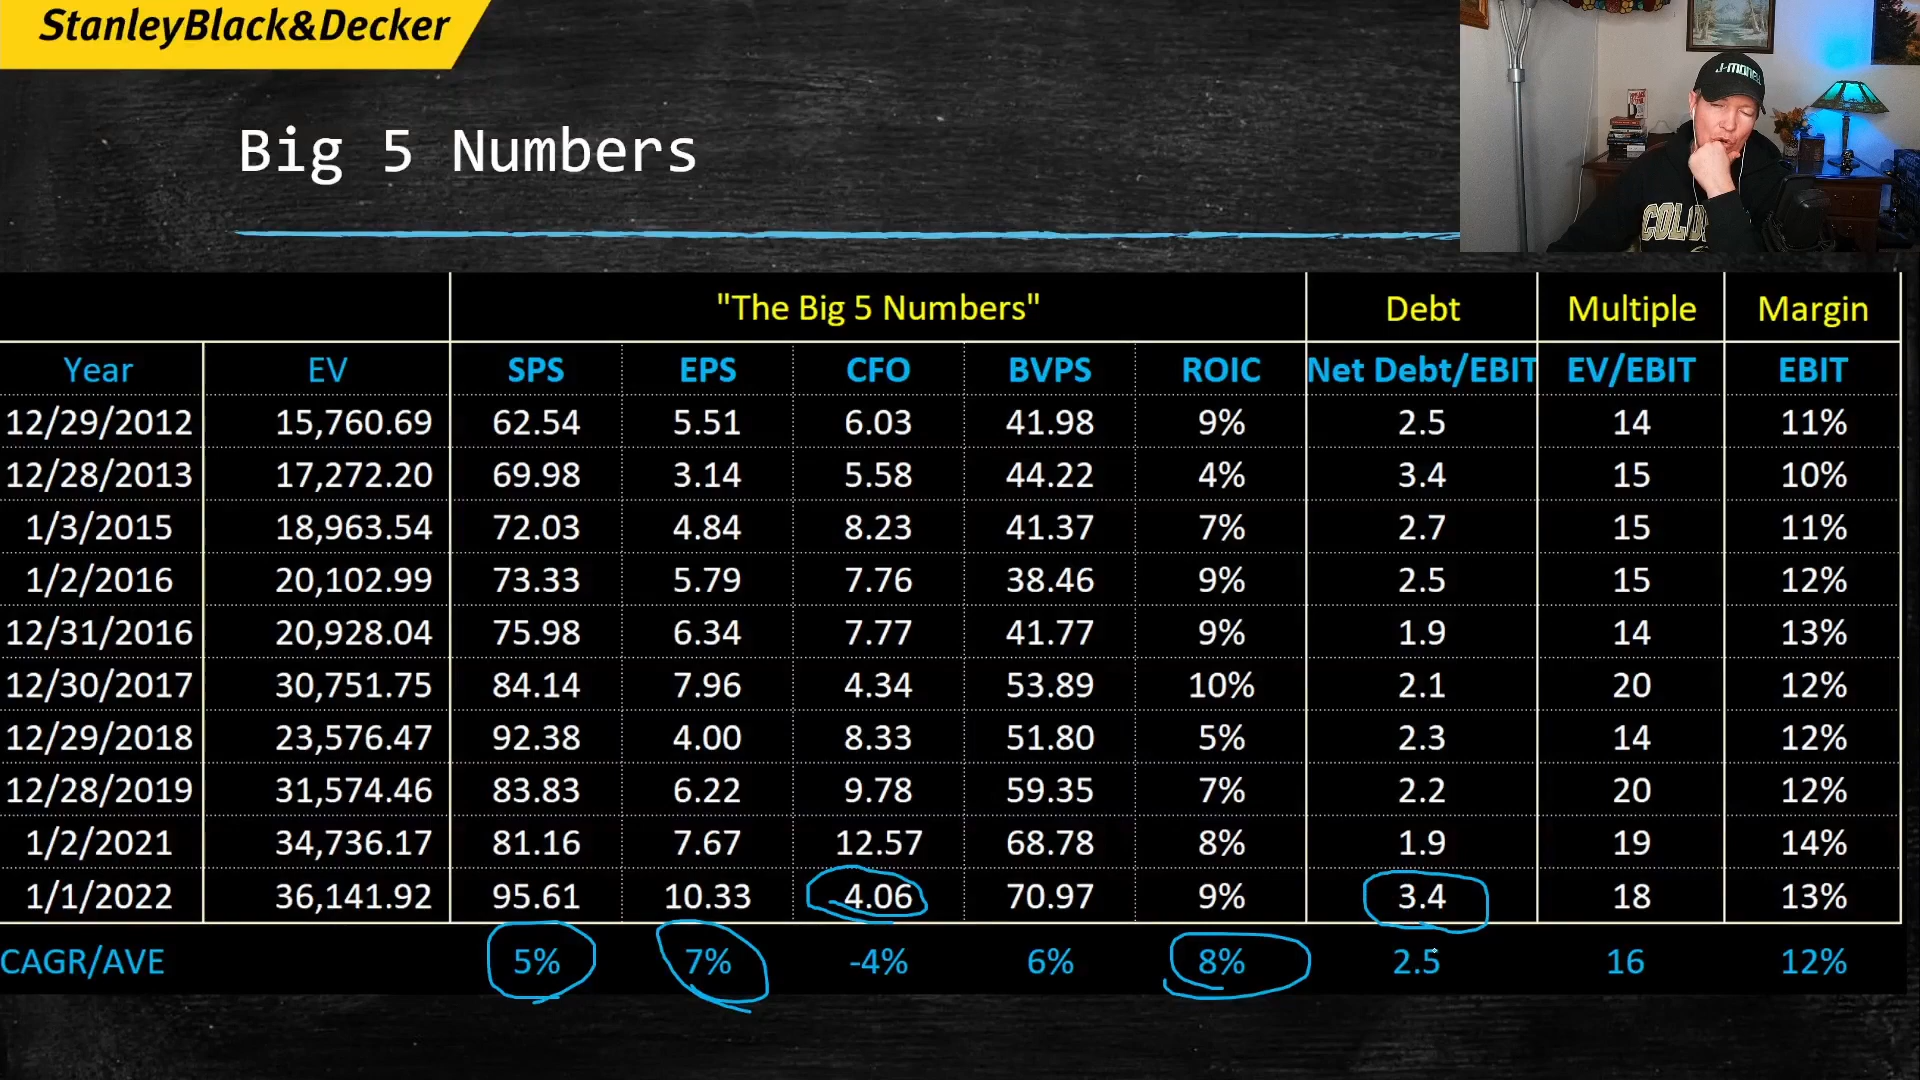 StanleyBlack&Decker
J-MONEY
Big 5 Numbers
"The Big 5 Numbers" Debt Multiple Margin
Year EV SPS EPS CFO BVPS ROIC Net Debt/EBIT EV/EBIT EBIT
12/29/2012 15,760.69 62.54 5.51 6.03 41.98 9% 2.5 14 11%
12/28/2013 17,272.20 69.98 3.14 5.58 44.22 4% 3.4 15 10%
1/3/2015 18,963.54 72.03 4.84 8.23 41.37 7% 2.7 15 11%
1/2/2016 20,102.99 73.33 5.79 7.76 38.46 9% 2.5 15 12%
12/31/2016 20,928.04 75.98 6.34 7.77 41.77 9% 1.9 14 13%
12/30/2017 30,751.75 84.14 7.96 4.34 53.89 10% 2.1 20 12%
12/29/2018 23,576.47 92.38 4.00 8.33 51.80 5% 2.3 14 12%
12/28/2019 31,574.46 83.83 6.22 9.78 59.35 7% 2.2 20 12%
1/2/2021 34,736.17 81.16 7.67 12.57 68.78 8% 1.9 19 14%
1/1/2022 36,141.92 95.61 10.33 4.06 70.97 9% 3.4 18 13%
CAGR/AVE 5% 7% -4% 6% 8% 2.5 16 12%